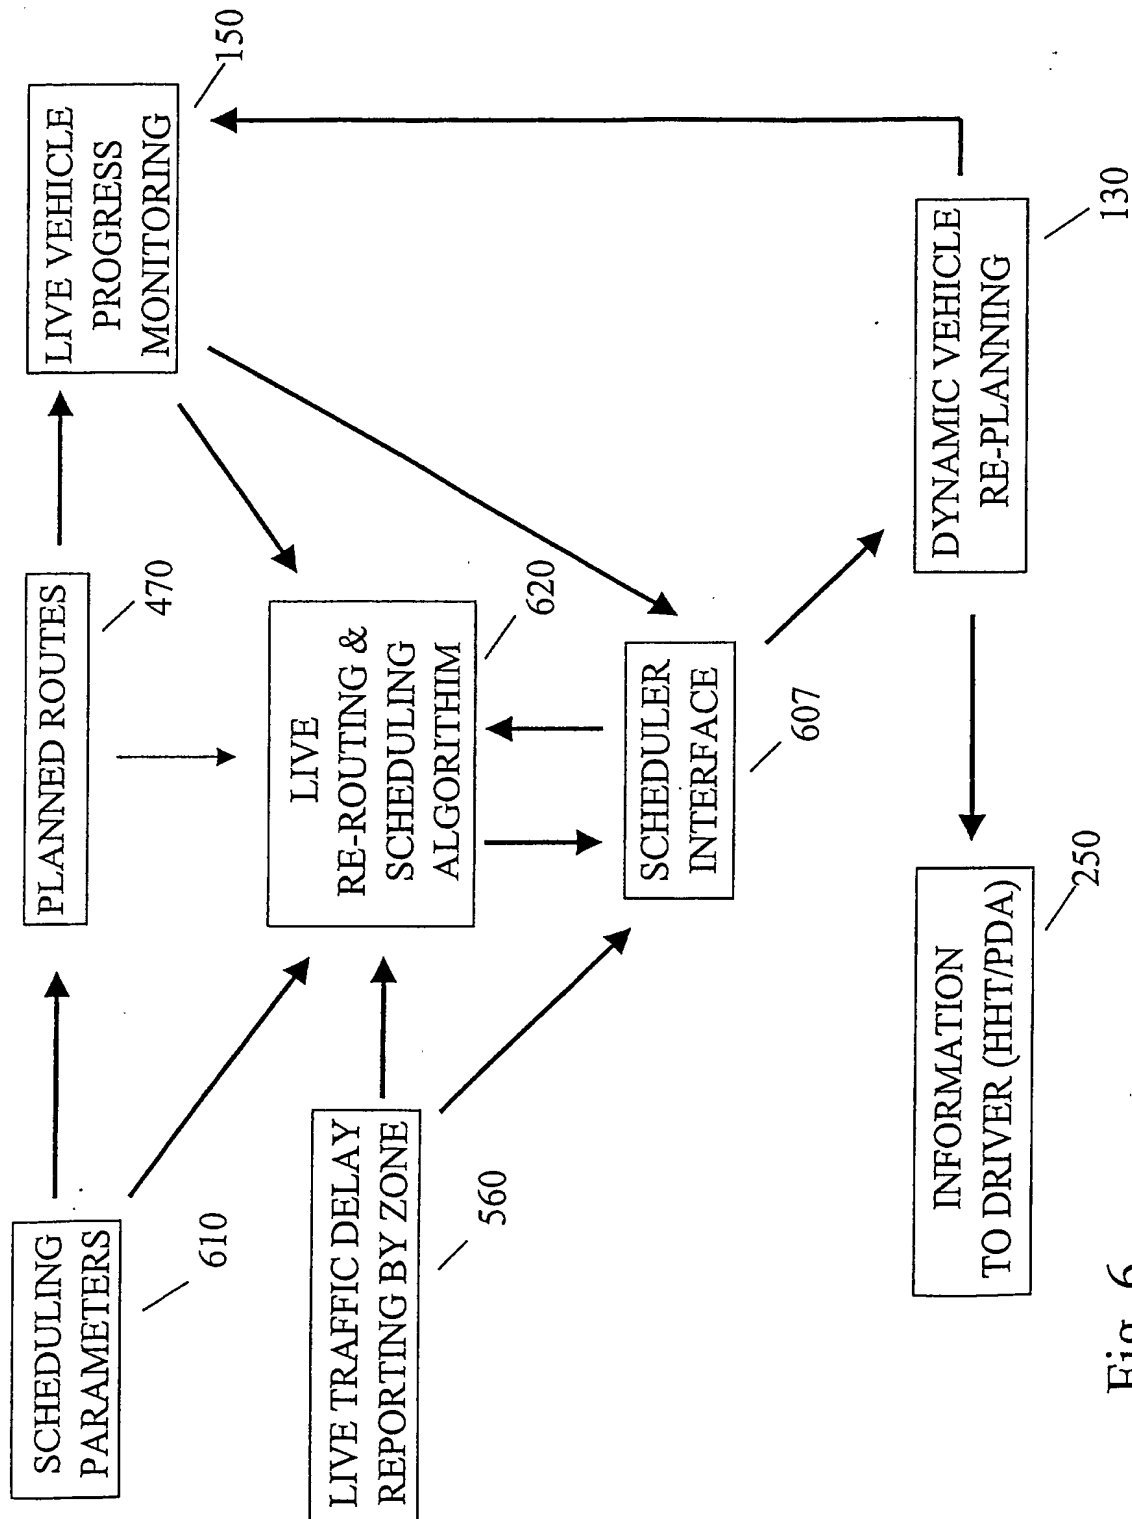 SCHEDULING
PARAMETERS
610
PLANNED ROUTES
470
LIVE VEHICLE
PROGRESS
MONITORING
150
LIVE TRAFFIC DELAY
REPORTING BY ZONE
560
LIVE
RE-ROUTING &
SCHEDULING
ALGORITHIM
620
SCHEDULER
INTERFACE
607
INFORMATION
TO DRIVER (HHT/PDA)
250
DYNAMIC VEHICLE
RE-PLANNING
130
Fig. 6